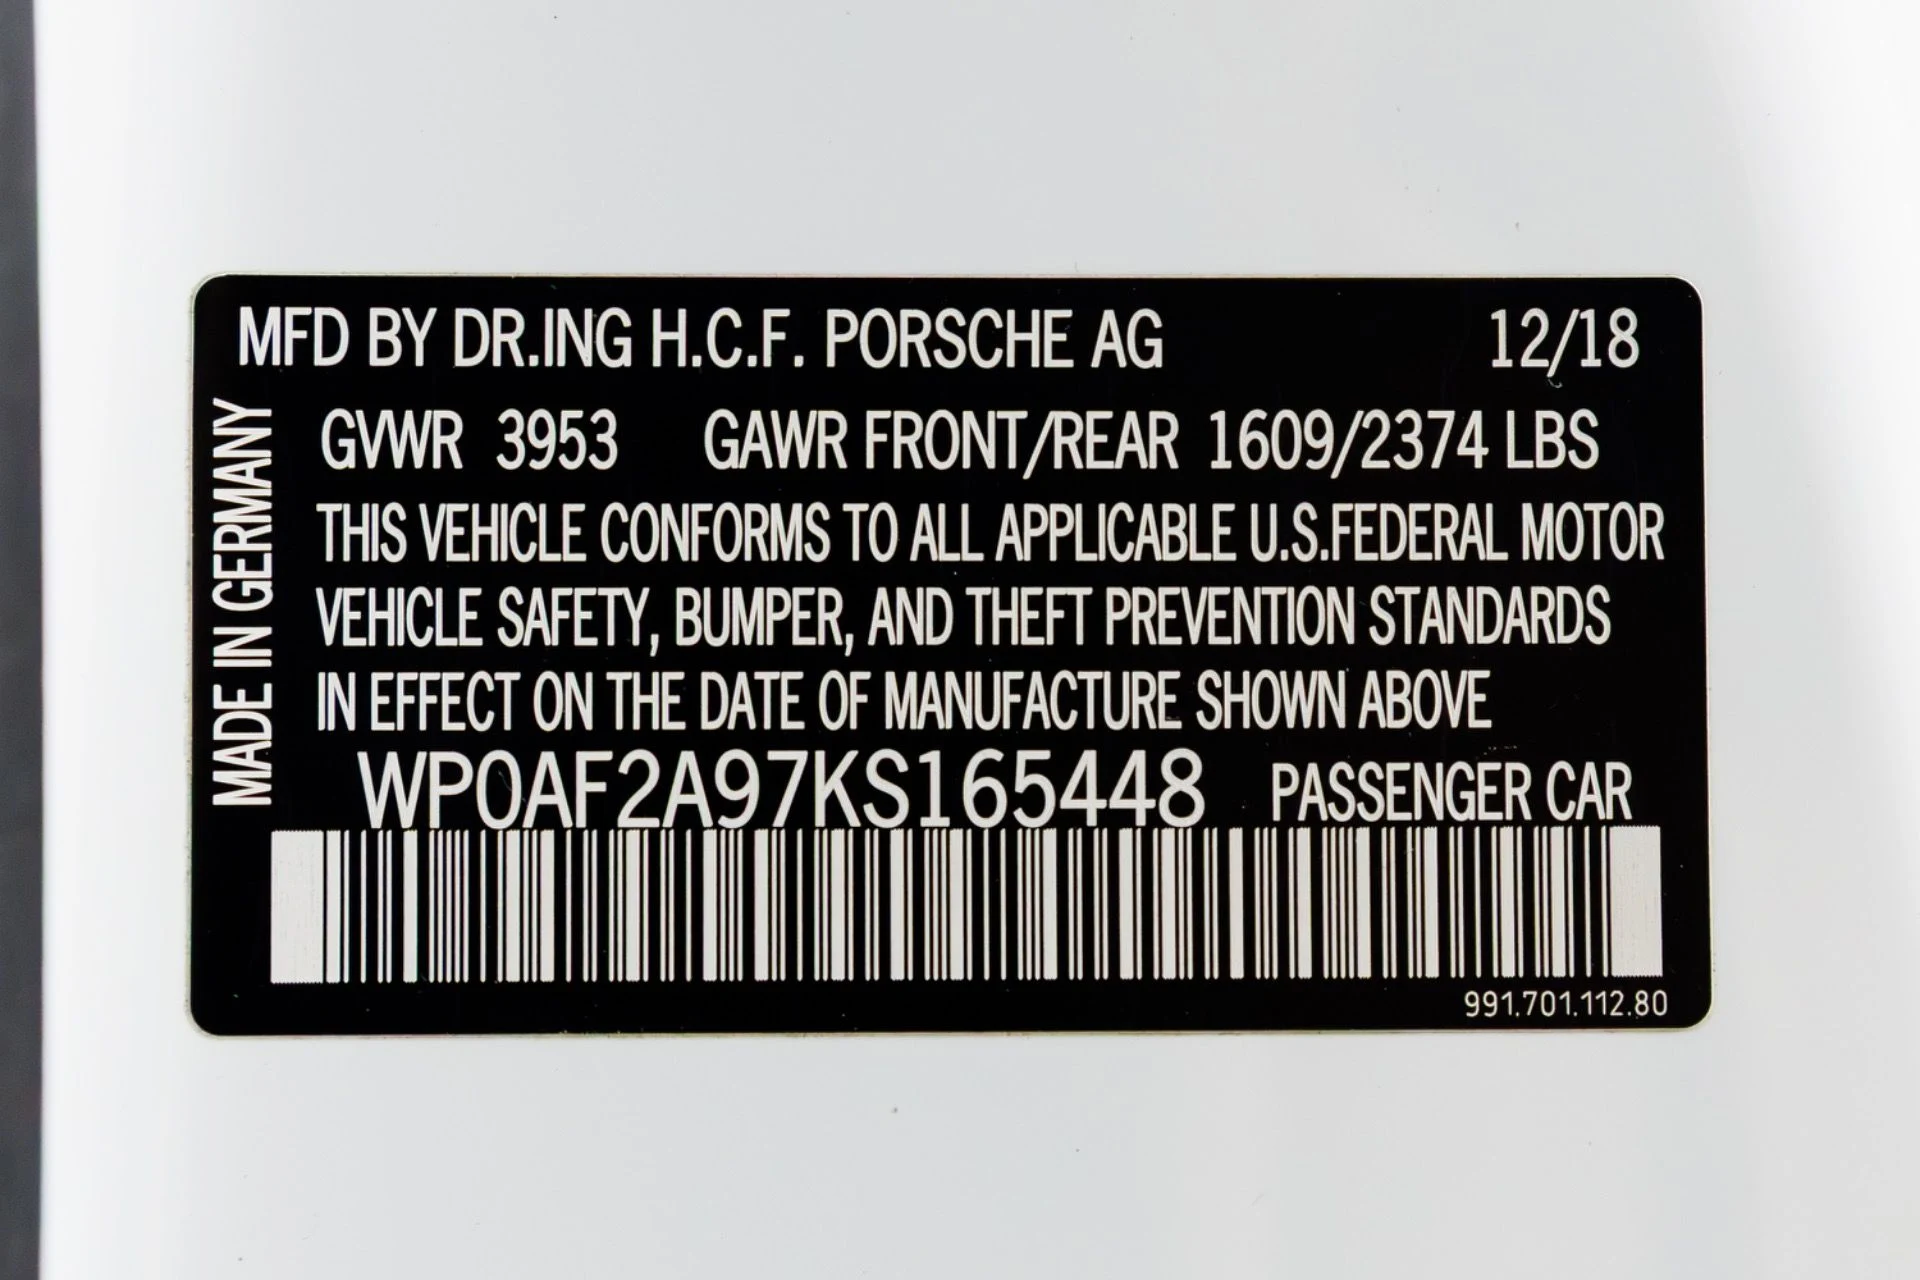 MFD BY DR.ING H.C.F. PORSCHE AG 12/18
MADE IN GERMANY
GVWR 3953 GAWR FRONT/REAR 1609/2374 LBS
THIS VEHICLE CONFORMS TO ALL APPLICABLE U.S.FEDERAL MOTOR
VEHICLE SAFETY, BUMPER, AND THEFT PREVENTION STANDARDS
IN EFFECT ON THE DATE OF MANUFACTURE SHOWN ABOVE
WP0AF2A97KS165448 PASSENGER CAR
991.701.112.80